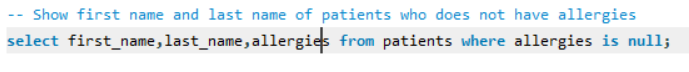 -- Show first name and last name of patients who does not have allergies
select first_name,last_name,allergies from patients where allergies is null;